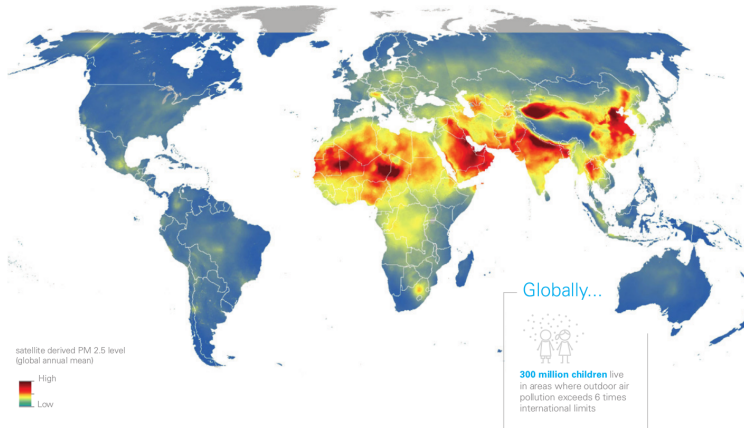 Globally...
300 million children live
in areas where outdoor air
pollution exceeds 6 times
international limits
satellite derived PM 2.5 level
(global annual mean)
High
Low